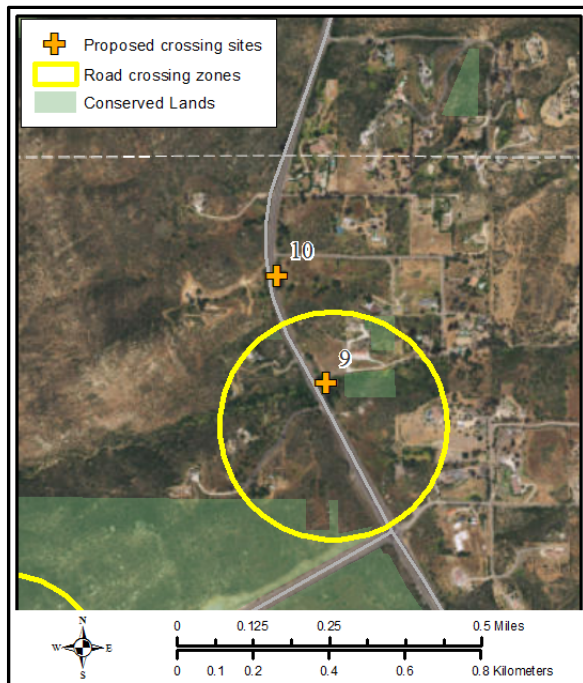 Proposed crossing sites
Road crossing zones
Conserved Lands
10
9
N
W E
S
0 0.125 0.25 0.5 Miles
0 0.1 0.2 0.4 0.6 0.8 Kilometers